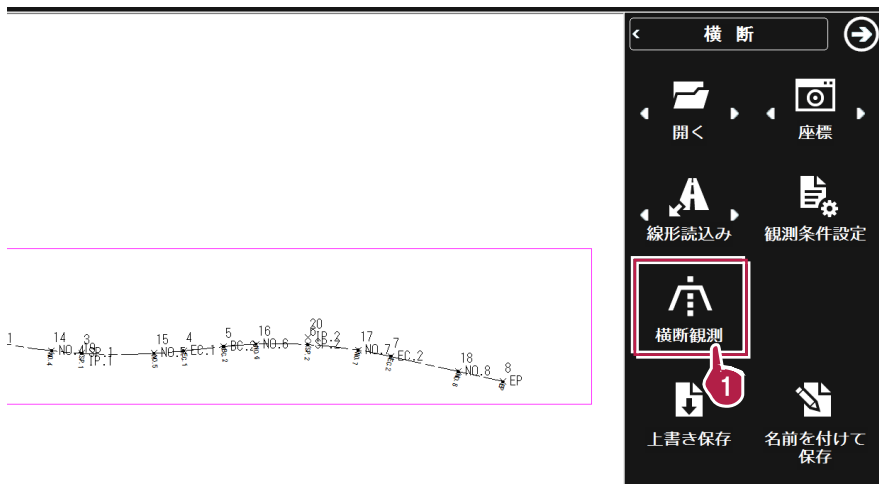 横 断
開く
座標
線形読込み
観測条件設定
横断観測
1
上書き保存
名前を付けて
保存
1
14
NO.4
3
SP.1
IP.1
15
NO.5
4
EC.1
5
BC.2
16
NO.6
20
6
IP.2
SP.2
17
NO.7
7
EC.2
18
NO.8
8
EP